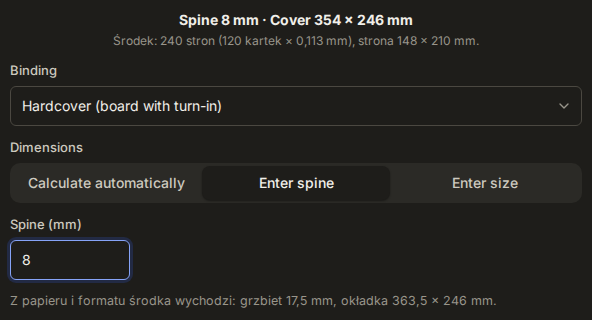 Spine 8 mm · Cover 354 × 246 mm
Środek: 240 stron (120 kartek × 0,113 mm), strona 148 × 210 mm.
Binding
Hardcover (board with turn-in)
Dimensions
Calculate automatically Enter spine Enter size
Spine (mm)
8
Z papieru i formatu środka wychodzi: grzbiet 17,5 mm, okładka 363,5 × 246 mm.